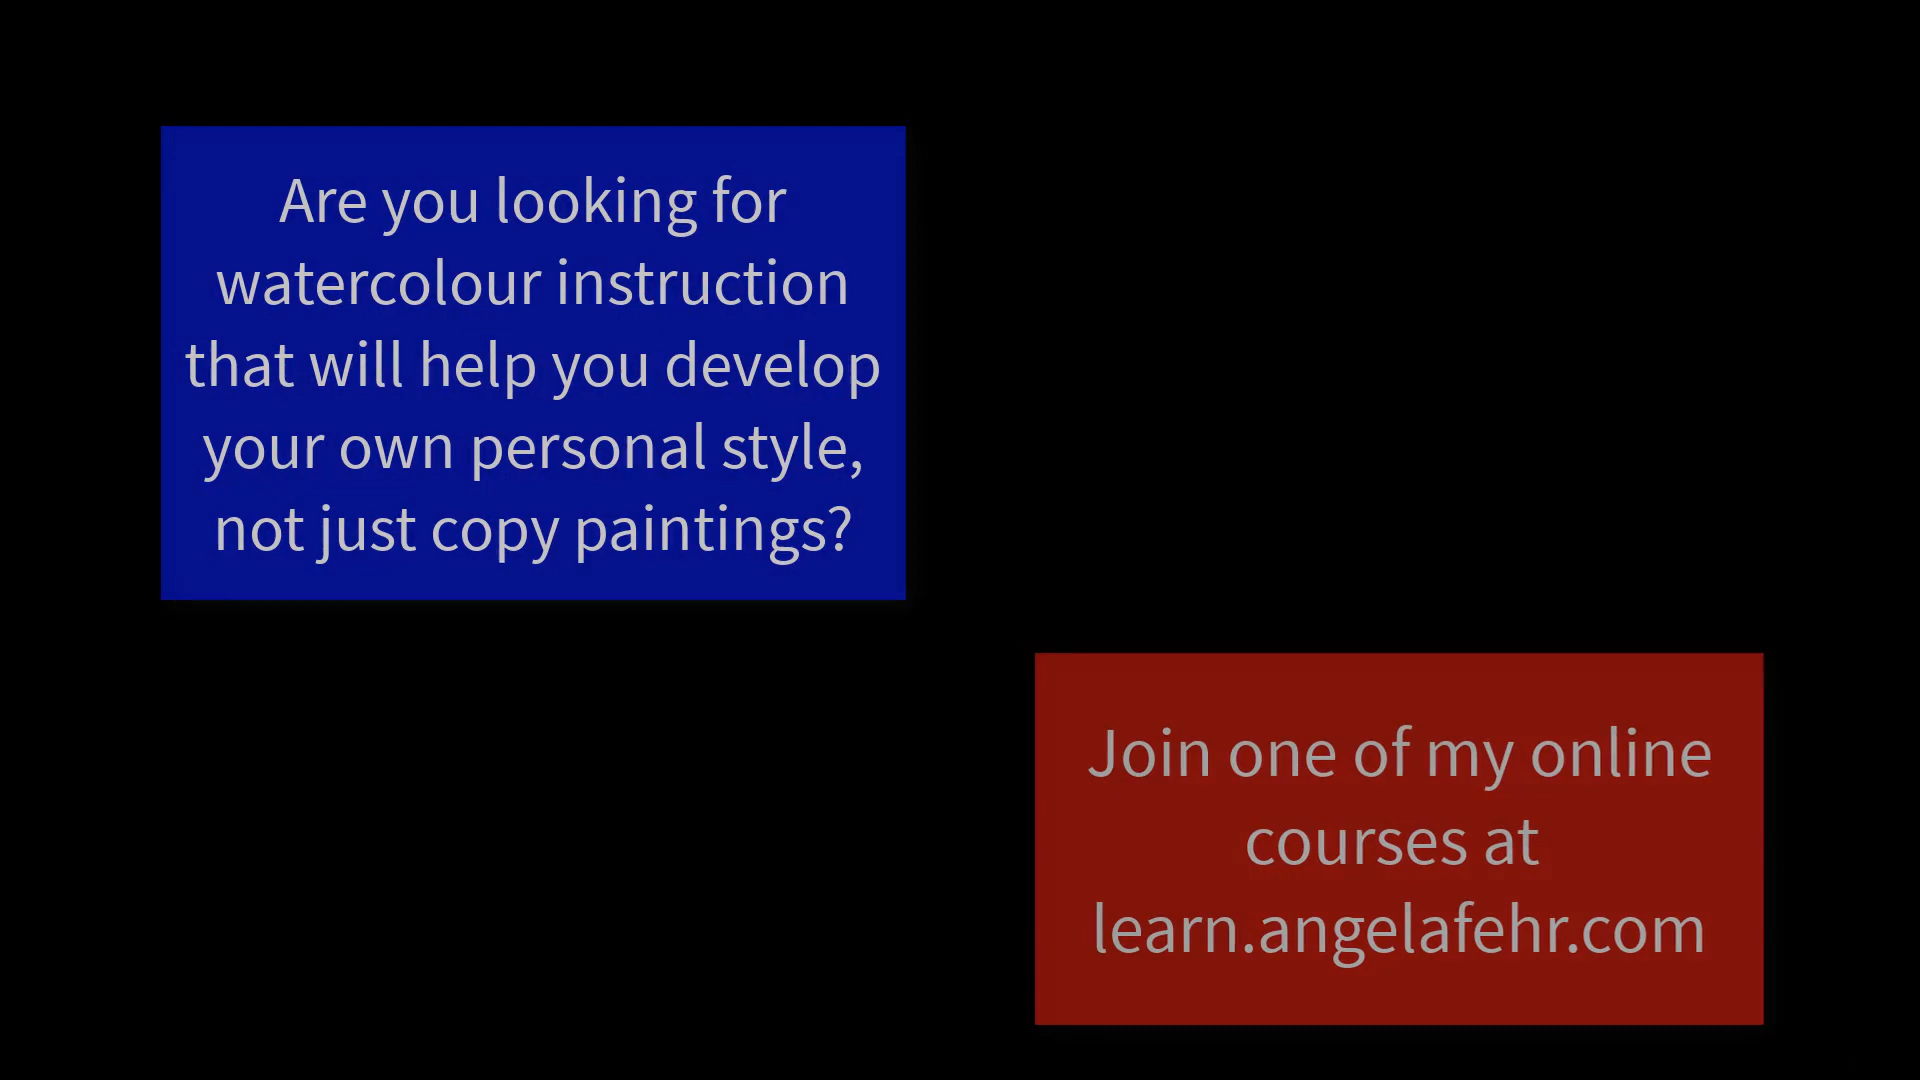 Are you looking for
watercolour instruction
that will help you develop
your own personal style,
not just copy paintings?
Join one of my online
courses at
learn.angelafehr.com